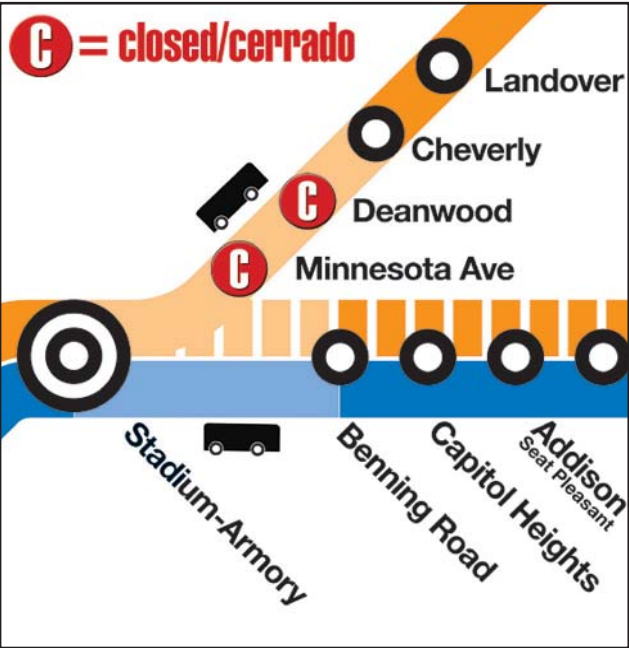 C = closed/cerrado
Landover
Cheverly
C Deanwood
C Minnesota Ave
Stadium-Armory
Benning Road
Capitol Heights
Addison
Seat Pleasant